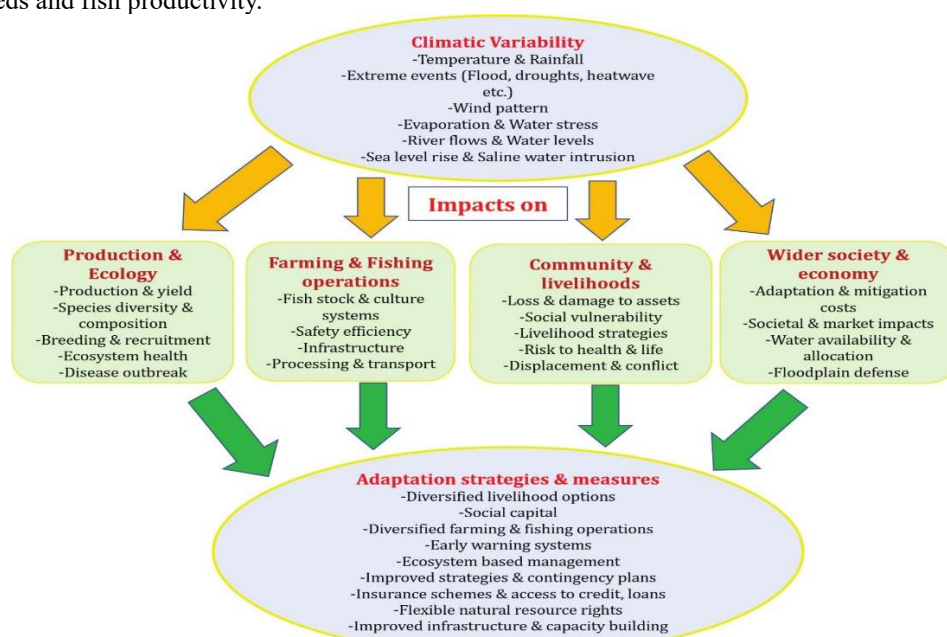 eds and fish productivity.
Climatic Variability
-Temperature & Rainfall
-Extreme events (Flood, droughts, heatwave
etc.)
-Wind pattern
-Evaporation & Water stress
-River flows & Water levels
-Sea level rise & Saline water intrusion
Impacts on
Production &
Ecology
-Production & yield
-Species diversity &
composition
-Breeding & recruitment
-Ecosystem health
-Disease outbreak
Farming & Fishing
operations
-Fish stock & culture
systems
-Safety efficiency
-Infrastructure
-Processing & transport
Community &
livelihoods
-Loss & damage to assets
-Social vulnerability
-Livelihood strategies
-Risk to health & life
-Displacement & conflict
Wider society &
economy
-Adaptation & mitigation
costs
-Societal & market impacts
-Water availability &
allocation
-Floodplain defense
Adaptation strategies & measures
-Diversified livelihood options
-Social capital
-Diversified farming & fishing operations
-Early warning systems
-Ecosystem based management
-Improved strategies & contingency plans
-Insurance schemes & access to credit, loans
-Flexible natural resource rights
-Improved infrastructure & capacity building